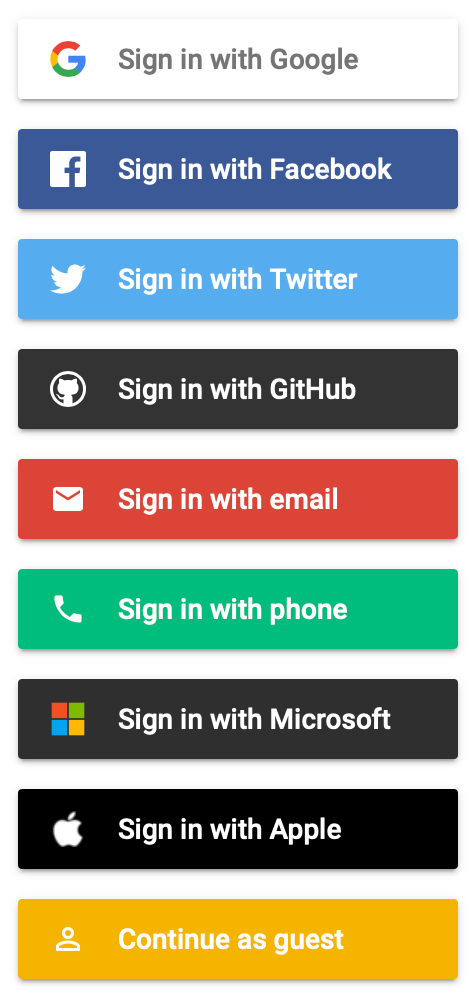 Sign in with Google
Sign in with Facebook
Sign in with Twitter
Sign in with GitHub
Sign in with email
Sign in with phone
Sign in with Microsoft
Sign in with Apple
Continue as guest